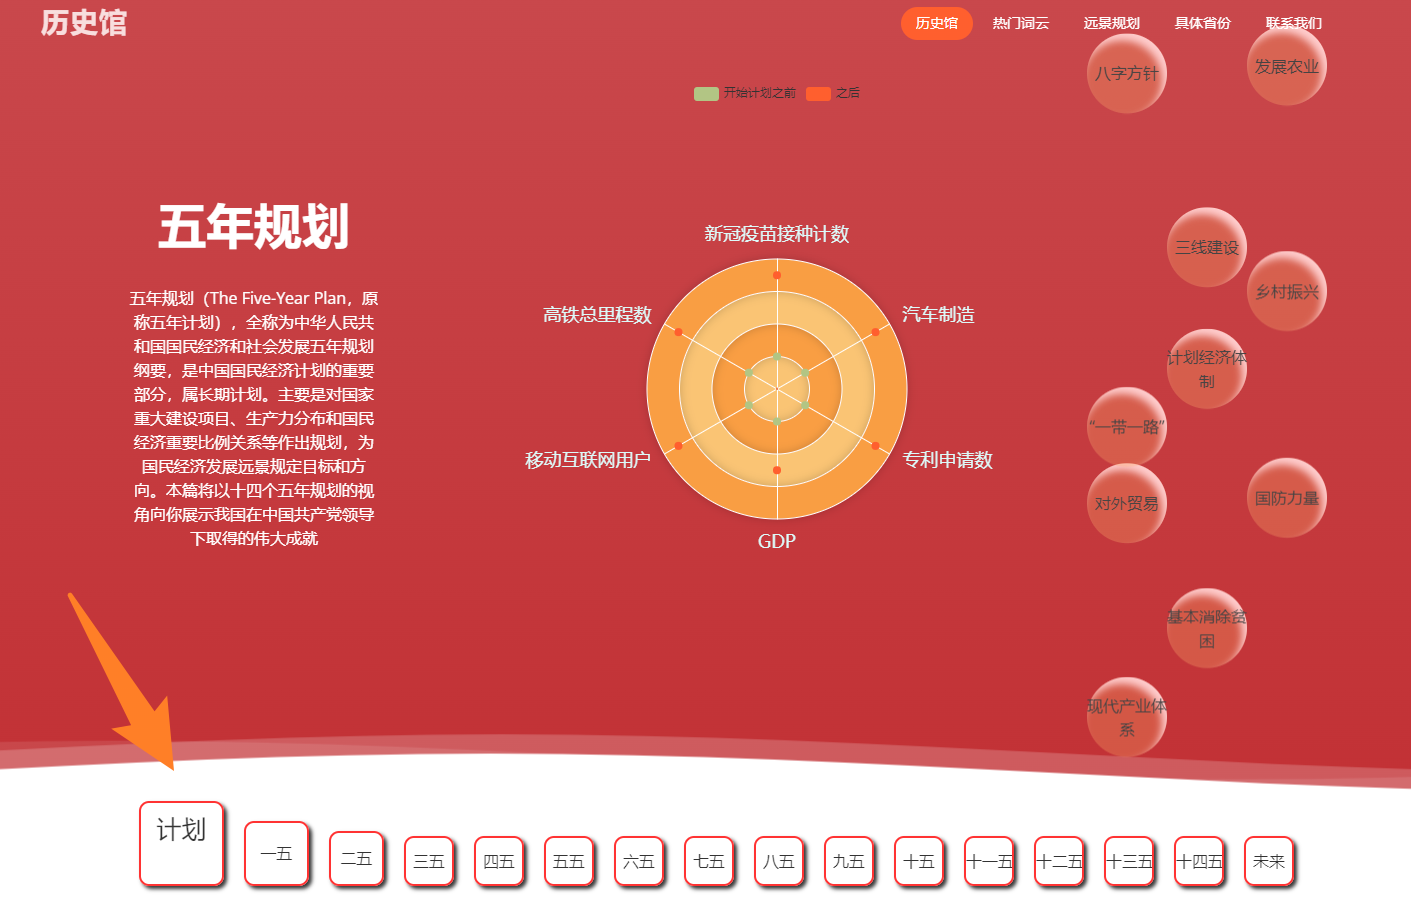 历史馆
历史馆
热门词云
远景规划
具体省份
联系我们
开始计划之前
之后
五年规划
五年规划（The Five-Year Plan，原
称五年计划），全称为中华人民共
和国国民经济和社会发展五年规划
纲要，是中国国民经济计划的重要
部分，属长期计划。主要是对国家
重大建设项目、生产力分布和国民
经济重要比例关系等作出规划，为
国民经济发展远景规定目标和方
向。本篇将以十四个五年规划的视
角向你展示我国在中国共产党领导
下取得的伟大成就
新冠疫苗接种计数
高铁总里程数
汽车制造
移动互联网用户
专利申请数
GDP
八字方针
发展农业
三线建设
乡村振兴
计划经济体
制
“一带一路”
对外贸易
国防力量
基本消除贫
困
现代产业体
系
计划
一五
二五
三五
四五
五五
六五
七五
八五
九五
十五
十一五
十二五
十三五
十四五
未来